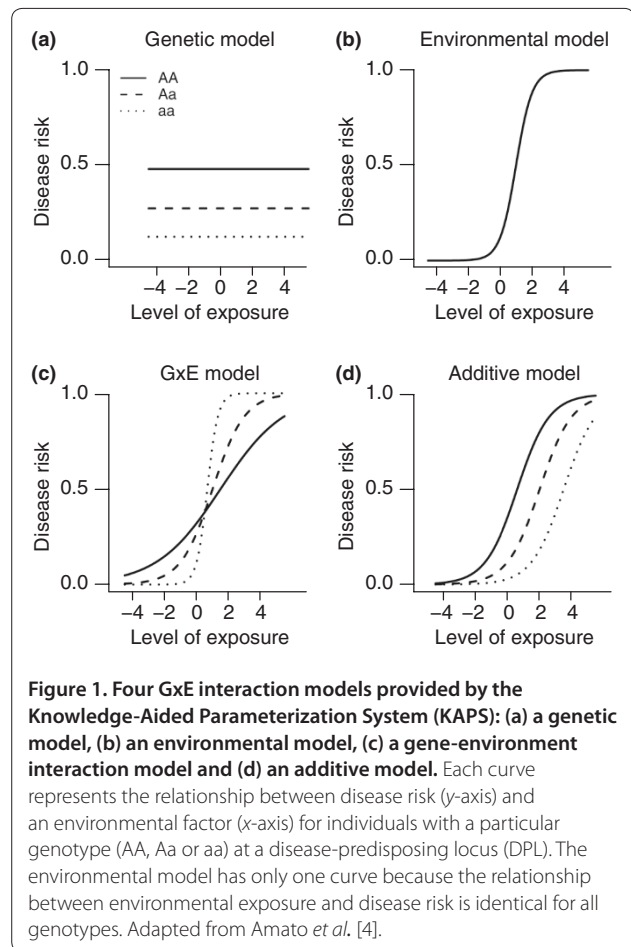 (a) Genetic model
1.0
0.5
0.0
Disease risk
AA
Aa
aa
−4 −2 0 2 4
Level of exposure
(b) Environmental model
1.0
0.5
0.0
Disease risk
−4 −2 0 2 4
Level of exposure
(c) GxE model
1.0
0.5
0.0
Disease risk
−4 −2 0 2 4
Level of exposure
(d) Additive model
1.0
0.5
0.0
Disease risk
−4 −2 0 2 4
Level of exposure
Figure 1. Four GxE interaction models provided by the
Knowledge-Aided Parameterization System (KAPS): (a) a genetic
model, (b) an environmental model, (c) a gene-environment
interaction model and (d) an additive model. Each curve
represents the relationship between disease risk (y-axis) and
an environmental factor (x-axis) for individuals with a particular
genotype (AA, Aa or aa) at a disease-predisposing locus (DPL). The
environmental model has only one curve because the relationship
between environmental exposure and disease risk is identical for all
genotypes. Adapted from Amato et al. [4].